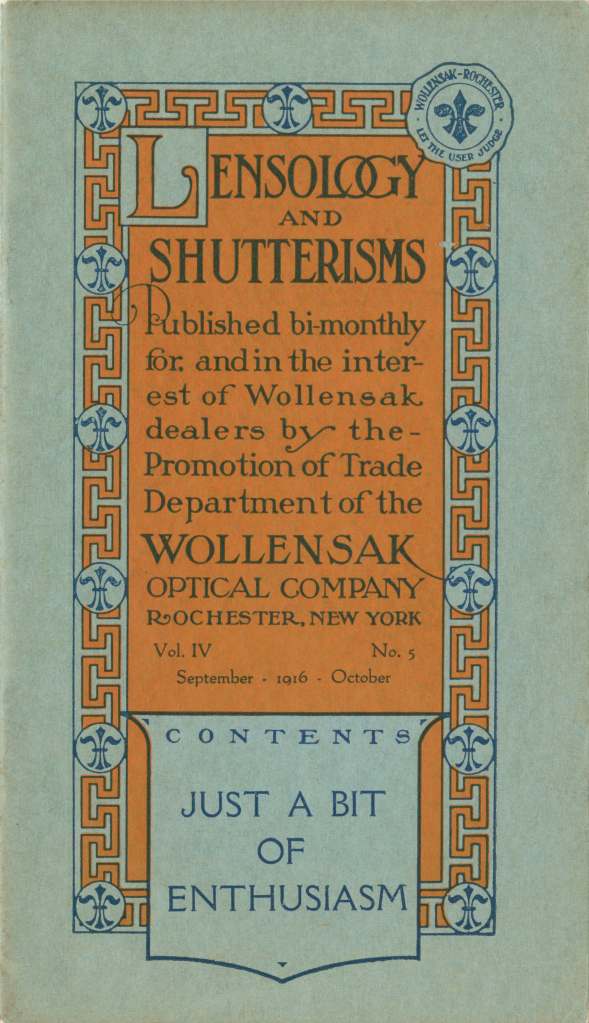 WOLLENSAK-ROCHESTER
LET THE USER JUDGE
LENSOLOGY
AND
SHUTTERISMS
Published bi-monthly
for, and in the inter-
est of Wollensak
dealers by the-
Promotion of Trade
Department of the
WOLLENSAK
OPTICAL COMPANY
ROCHESTER, NEW YORK
Vol. IV No. 5
September - 1916 - October
CONTENTS
JUST A BIT
OF
ENTHUSIASM